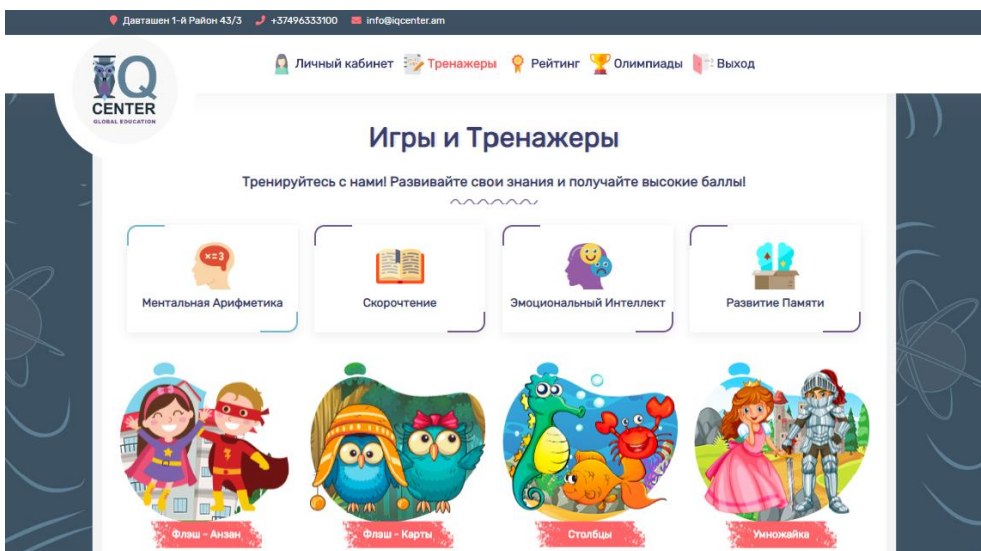 Давташен 1-й Район 43/3 +37496333100 info@iqcenter.am
IQ
CENTER
GLOBAL EDUCATION
Личный кабинет Тренажеры Рейтинг Олимпиады Выход
Игры и Тренажеры
Тренируйтесь с нами! Развивайте свои знания и получайте высокие баллы!
x=3
Ментальная Арифметика
Скорочтение
Эмоциональный Интеллект
Развитие Памяти
Флэш - Анзан
Флэш - Карты
Столбцы
Умножайка